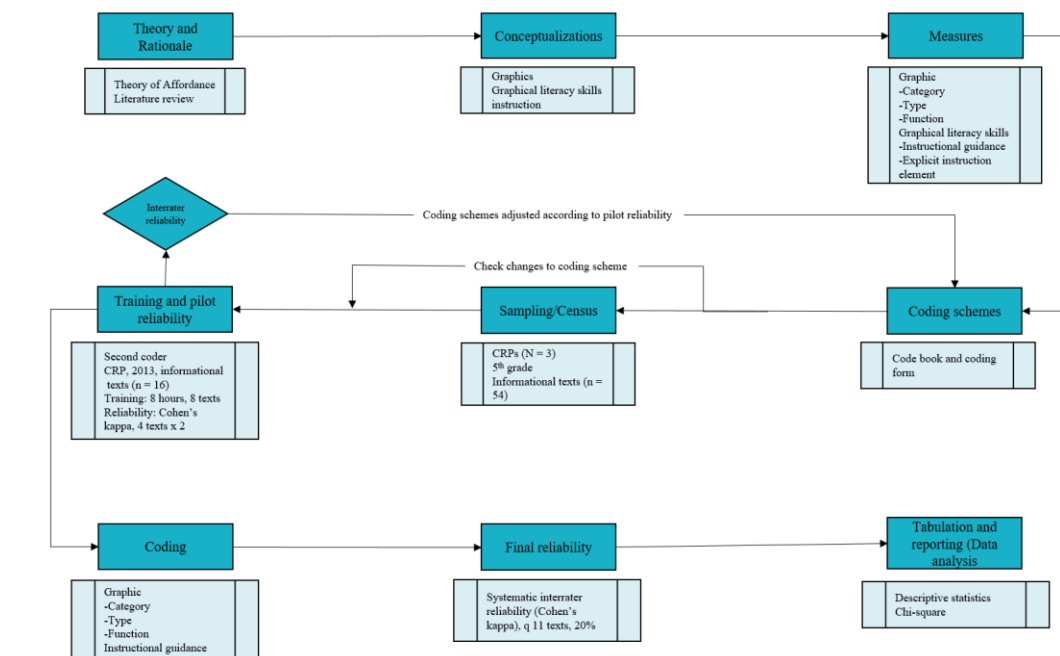 Theory and
Rationale
Theory of Affordance
Literature review
Conceptualizations
Graphics
Graphical literacy skills
instruction
Measures
Graphic
-Category
-Type
-Function
Graphical literacy skills
-Instructional guidance
-Explicit instruction
element
Interrater
reliability
Coding schemes adjusted according to pilot reliability
Check changes to coding scheme
Training and pilot
reliability
Second coder
CRP, 2013, informational
texts (n = 16)
Training: 8 hours, 8 texts
Reliability: Cohen's
kappa, 4 texts x 2
Sampling/Census
CRPs (N = 3)
5th grade
Informational texts (n =
54)
Coding schemes
Code book and coding
form
Coding
Graphic
-Category
-Type
-Function
Instructional guidance
Final reliability
Systematic interrater
reliability (Cohen's
kappa), q 11 texts, 20%
Tabulation and
reporting (Data
analysis
Descriptive statistics
Chi-square